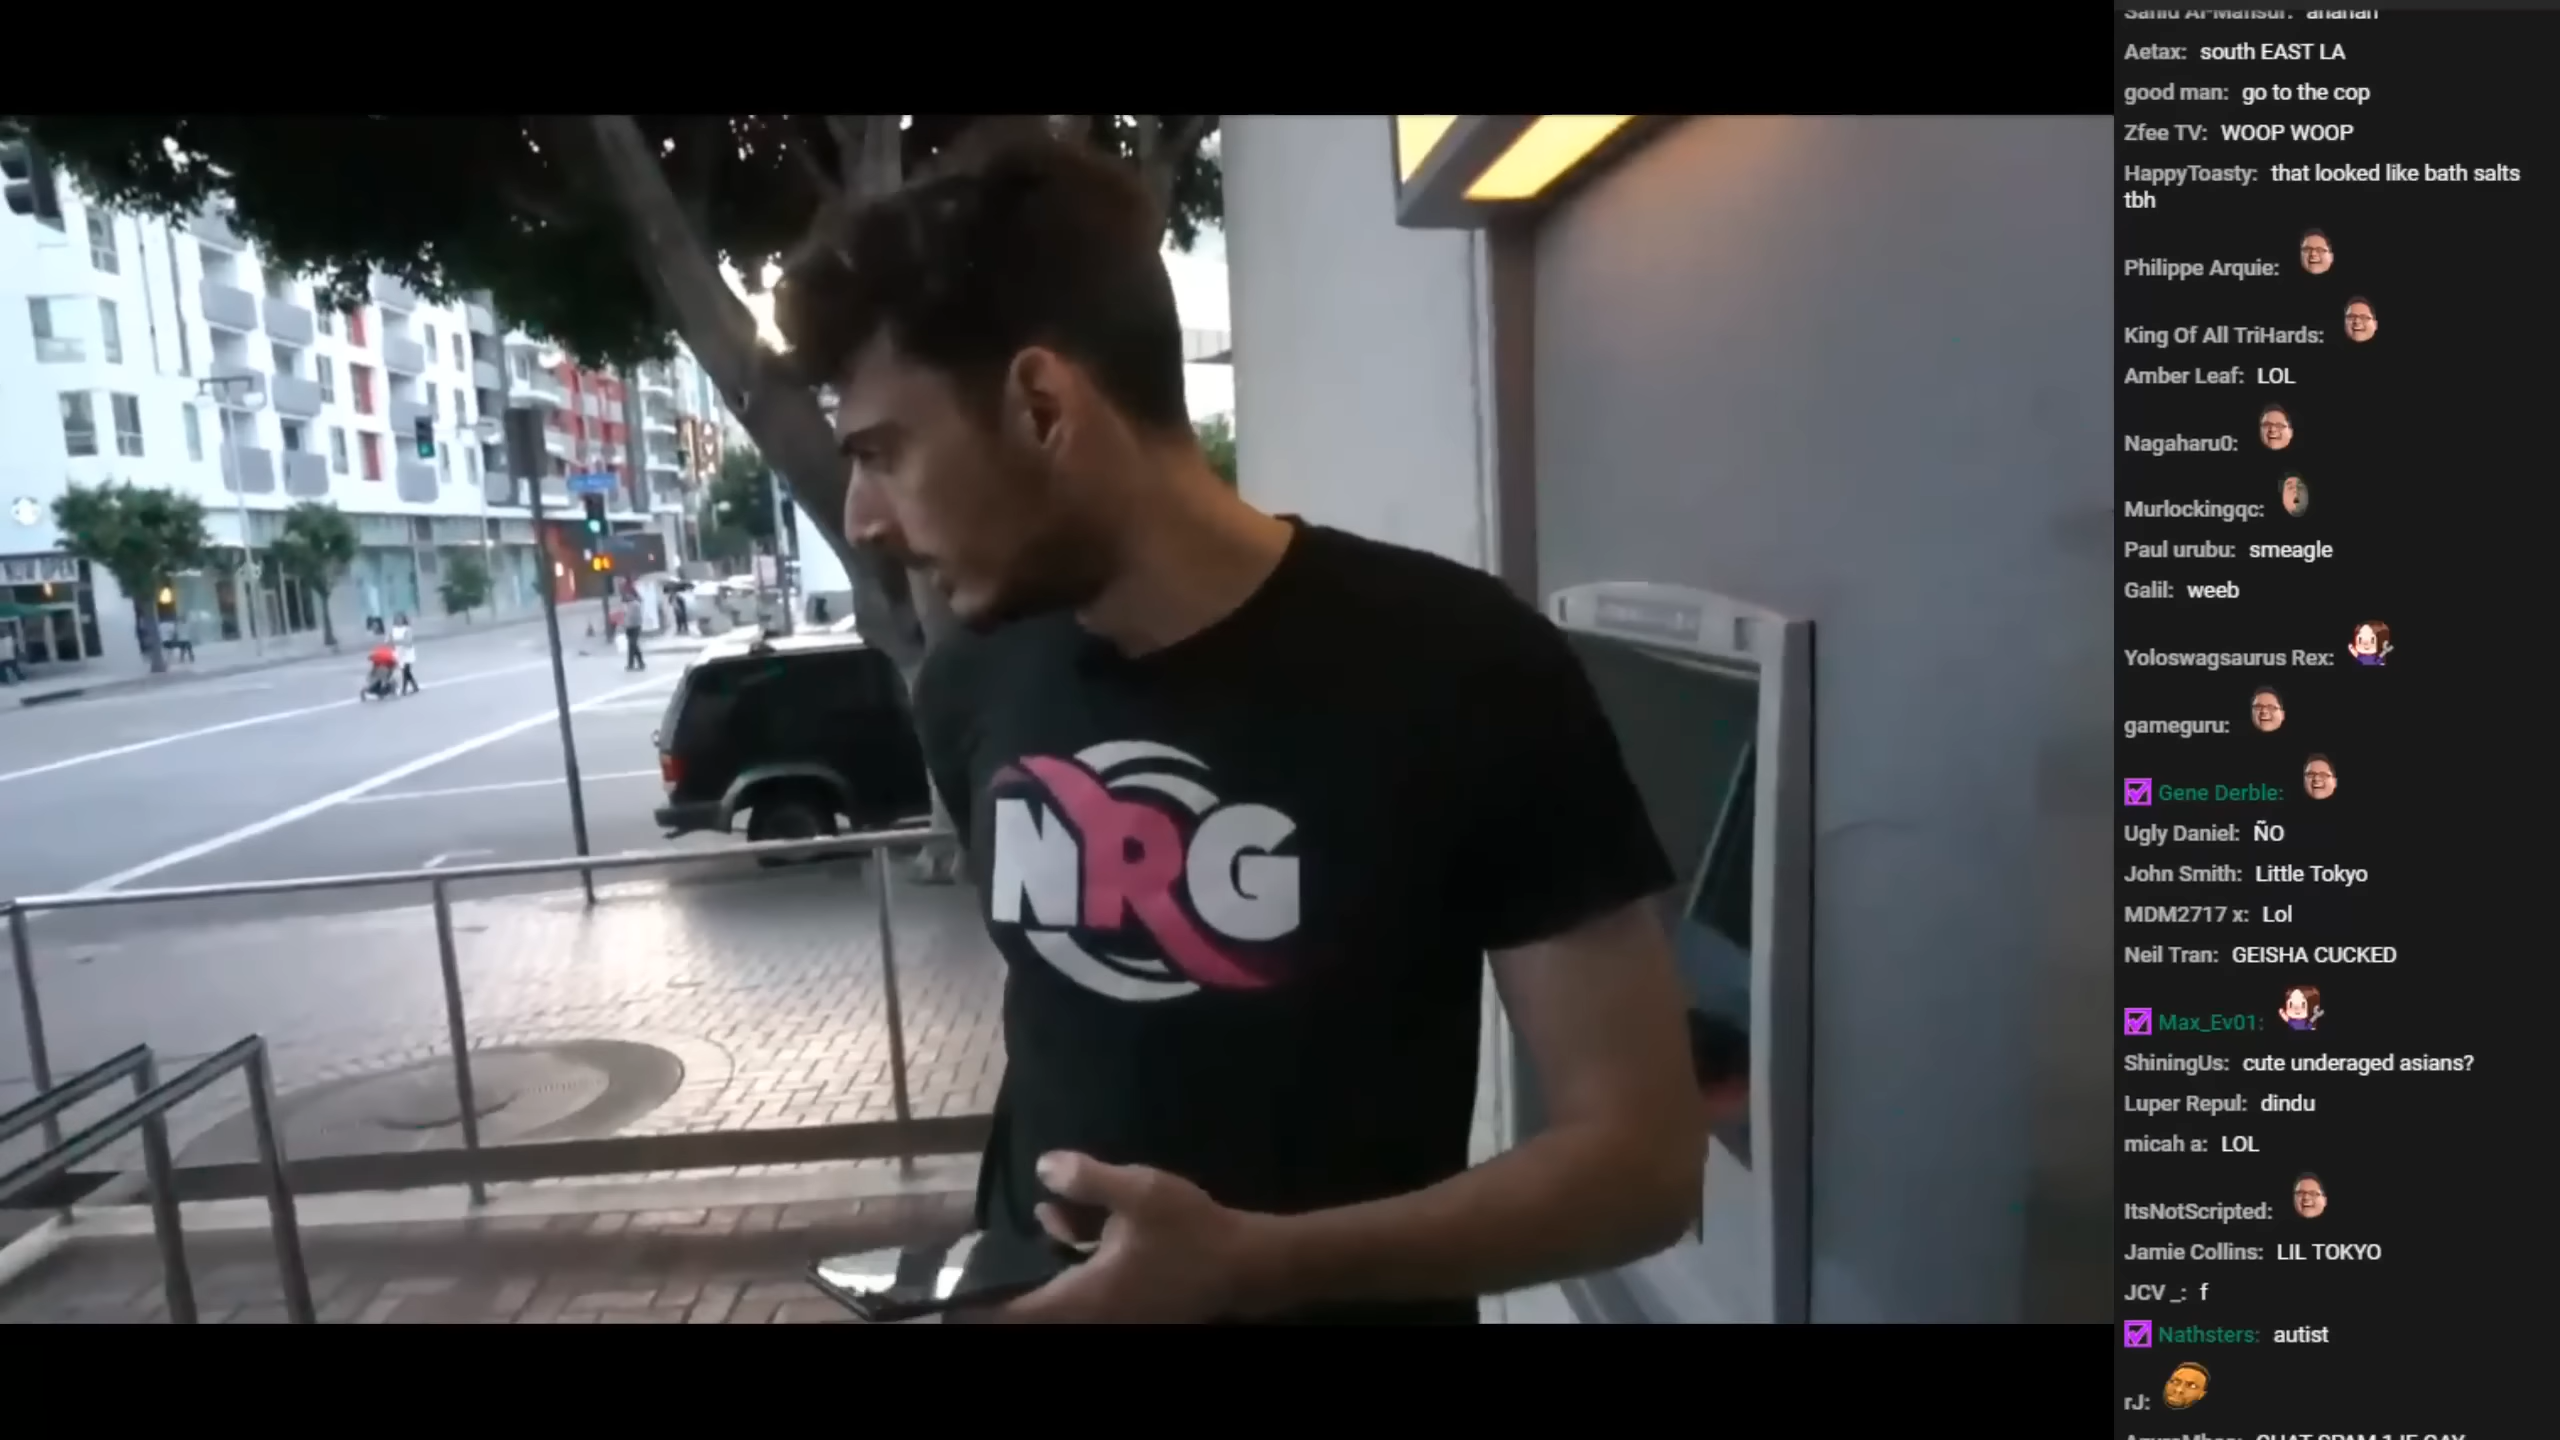 NRG
Aetax: south EAST LA
good man: go to the cop
Zfee TV: WOOP WOOP
HappyToasty: that looked like bath salts
tbh
Philippe Arquie:
King Of All TriHards:
Amber Leaf: LOL
Nagaharu0:
Murlockingqc:
Paul urubu: smeagle
Galil: weeb
Yoloswagsaurus Rex:
gameguru:
Gene Derble:
Ugly Daniel: ÑO
John Smith: Little Tokyo
MDM2717 x: Lol
Neil Tran: GEISHA CUCKED
Max_Ev01:
ShiningUs: cute underaged asians?
Luper Repul: dindu
micah a: LOL
ItsNotScripted:
Jamie Collins: LIL TOKYO
JCV _: f
Nathsters: autist
rJ: